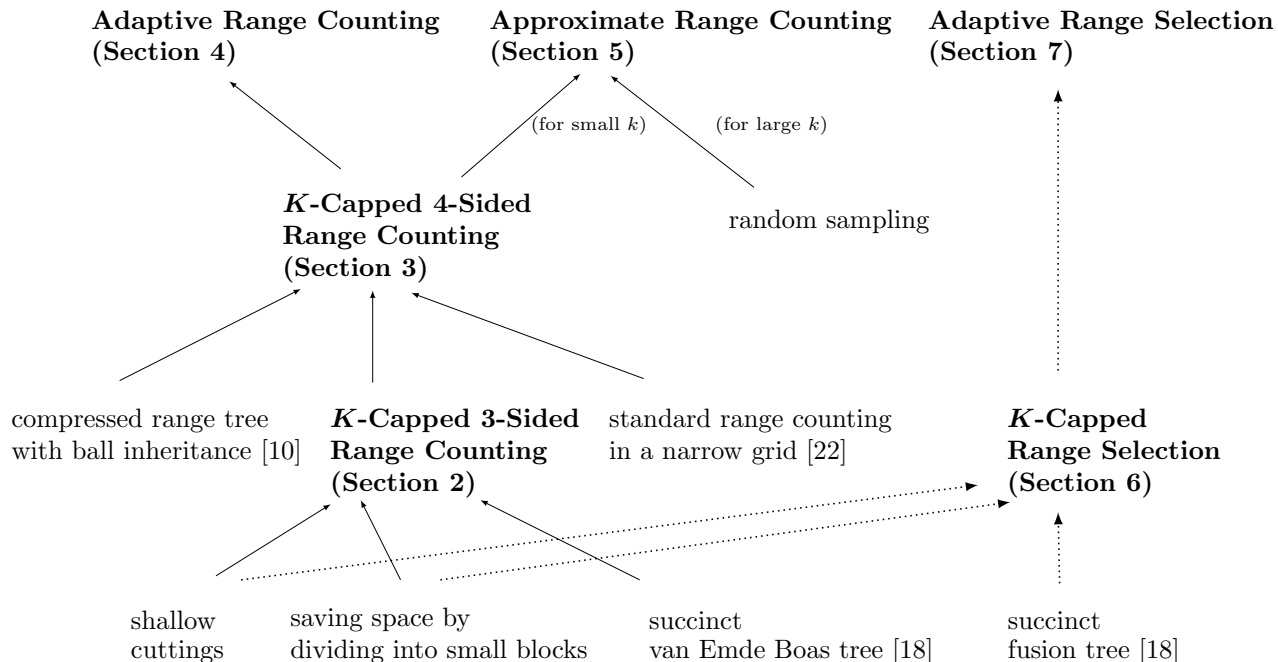 Adaptive Range Counting
(Section 4)
Approximate Range Counting
(Section 5)
Adaptive Range Selection
(Section 7)
(for small k)
(for large k)
K-Capped 4-Sided
Range Counting
(Section 3)
random sampling
compressed range tree
with ball inheritance [10]
K-Capped 3-Sided
Range Counting
(Section 2)
standard range counting
in a narrow grid [22]
K-Capped
Range Selection
(Section 6)
shallow
cuttings
saving space by
dividing into small blocks
succinct
van Emde Boas tree [18]
succinct
fusion tree [18]